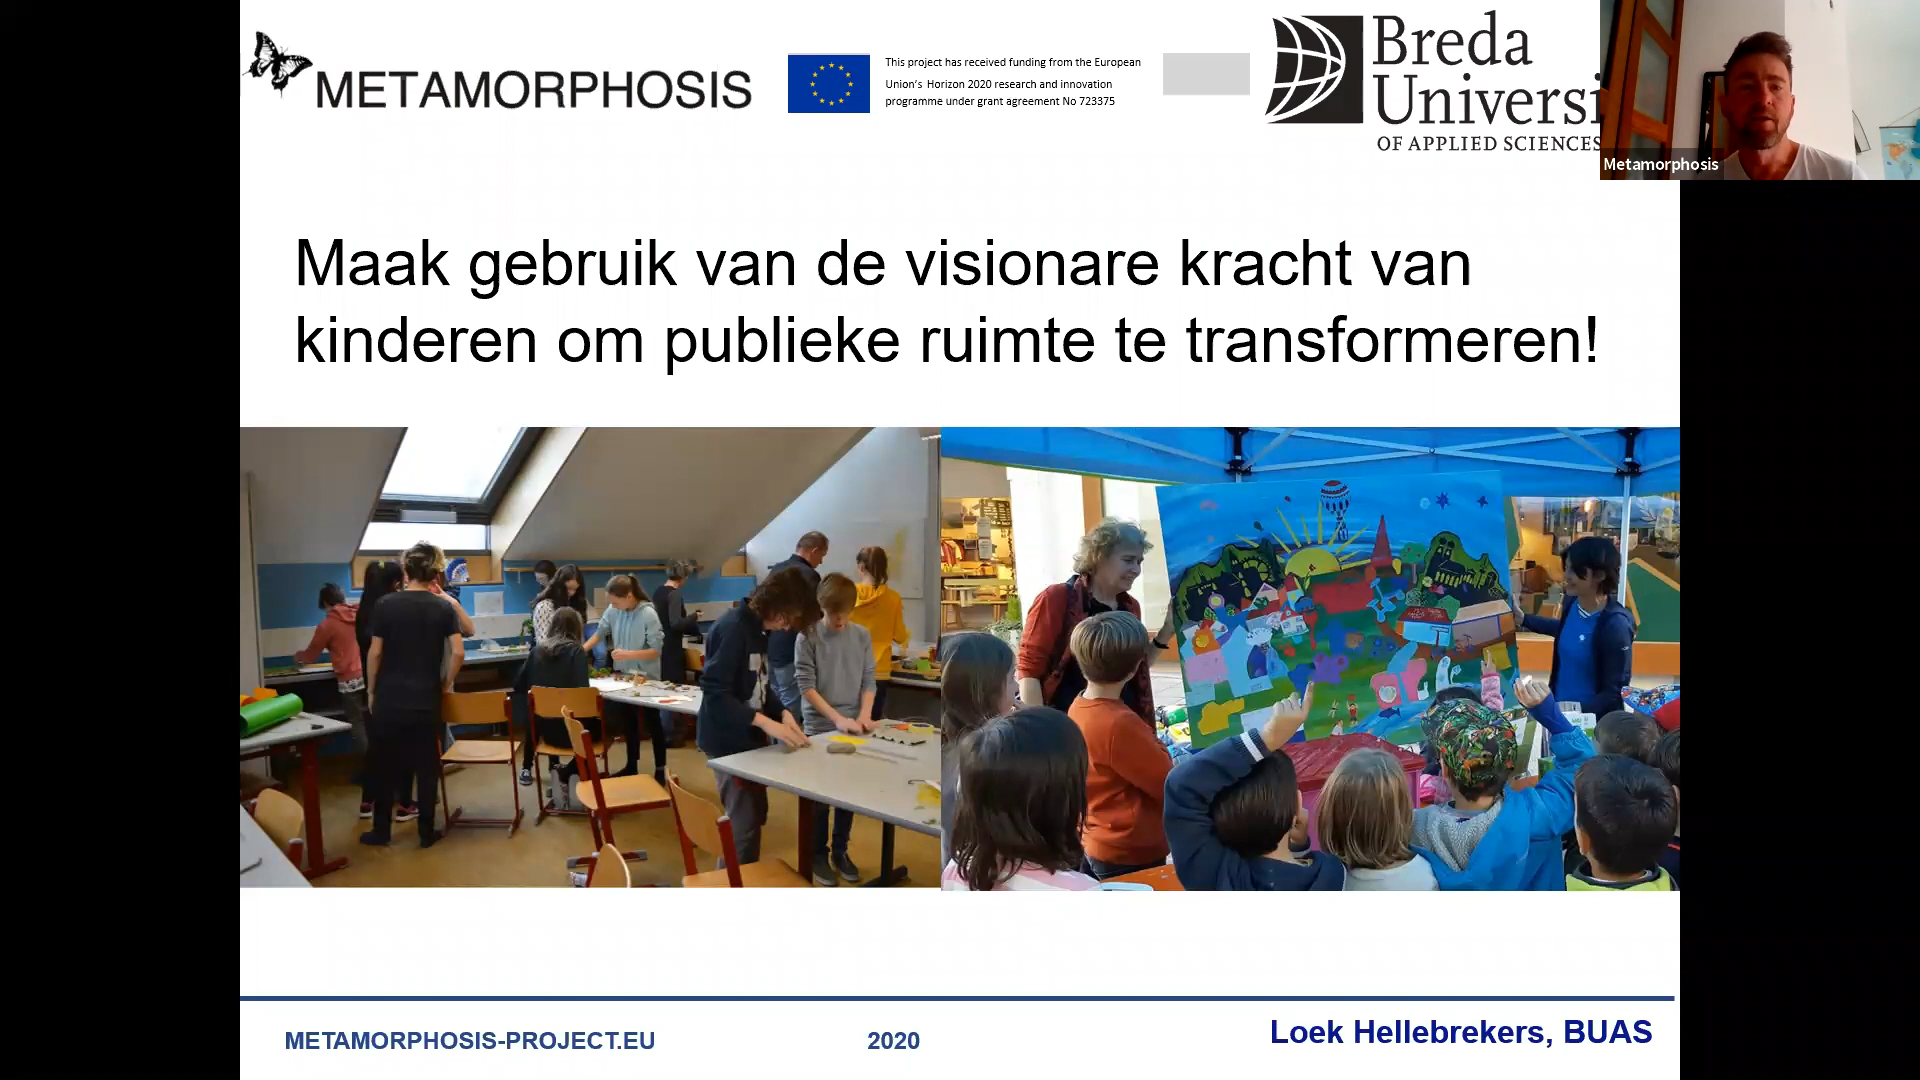 METAMORPHOSIS
This project has received funding from the European
Union's Horizon 2020 research and innovation
programme under grant agreement No 723375
Breda
Universi
OF APPLIED SCIENCES
Metamorphosis
Maak gebruik van de visionare kracht van
kinderen om publieke ruimte te transformeren!
METAMORPHOSIS-PROJECT.EU
2020
Loek Hellebrekers, BUAS